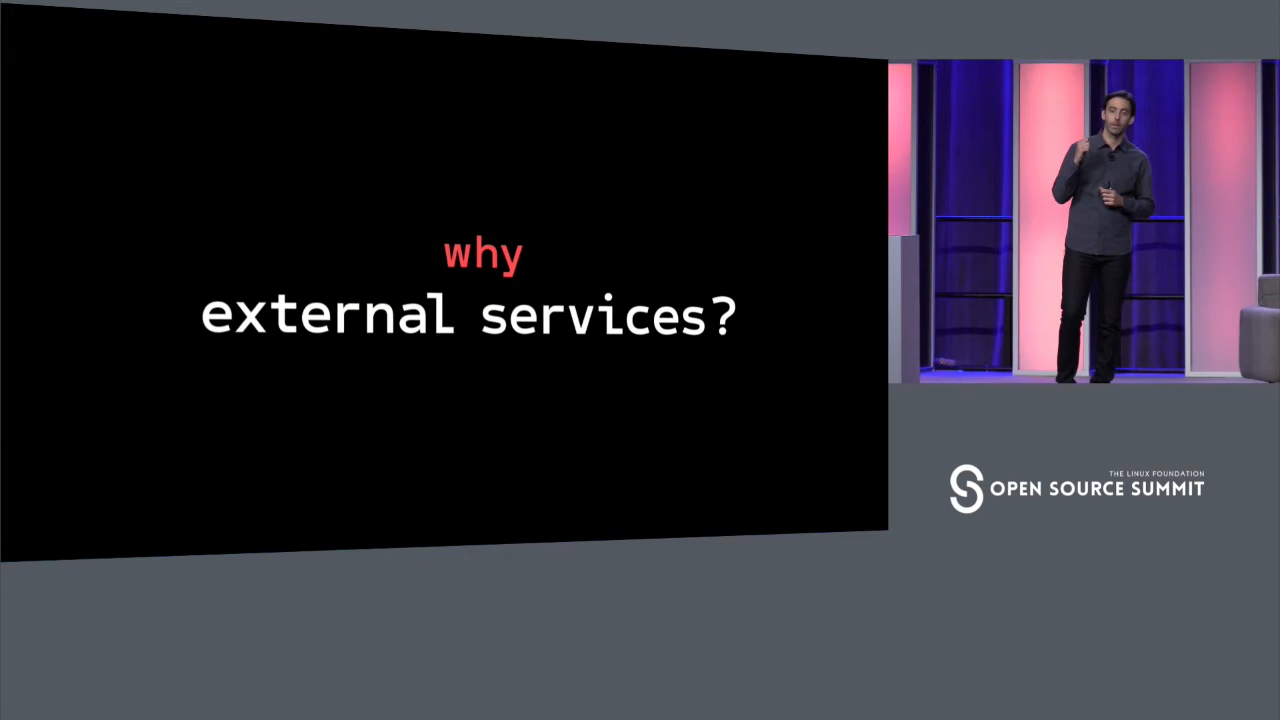 why
external services?
THE LINUX FOUNDATION
OPEN SOURCE SUMMIT